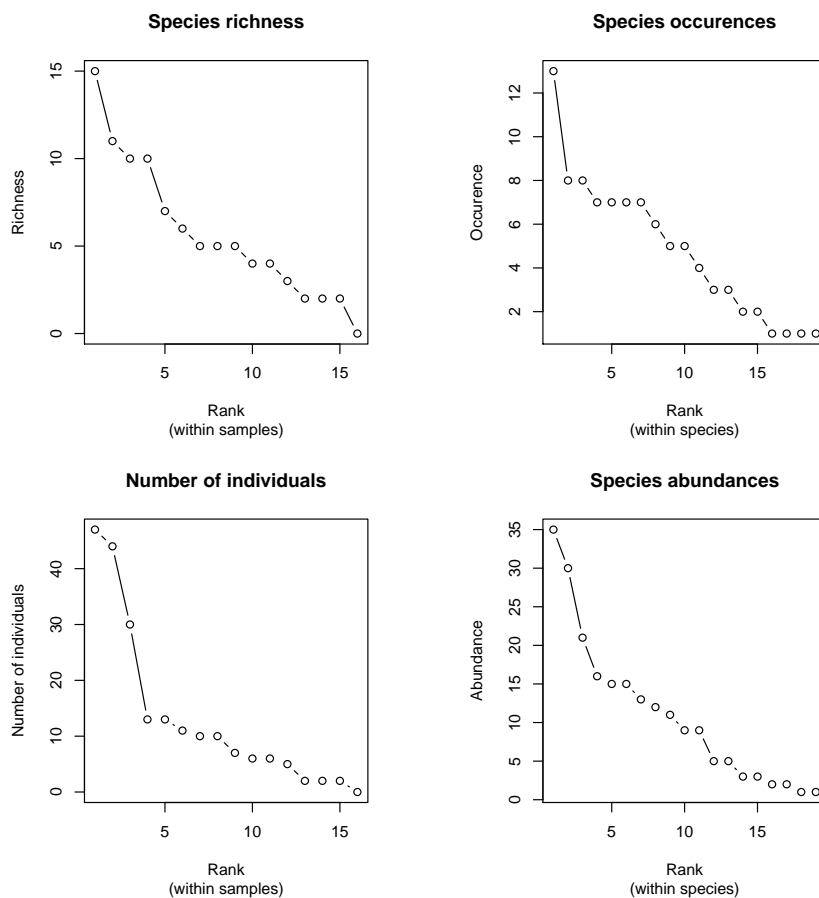 Species richness
Richness
15
10
5
0
5 10 15
Rank
(within samples)
Species occurences
Occurence
12
10
8
6
4
2
5 10 15
Rank
(within species)
Number of individuals
Number of individuals
40
30
20
10
0
5 10 15
Rank
(within samples)
Species abundances
Abundance
35
30
25
20
15
10
5
0
5 10 15
Rank
(within species)